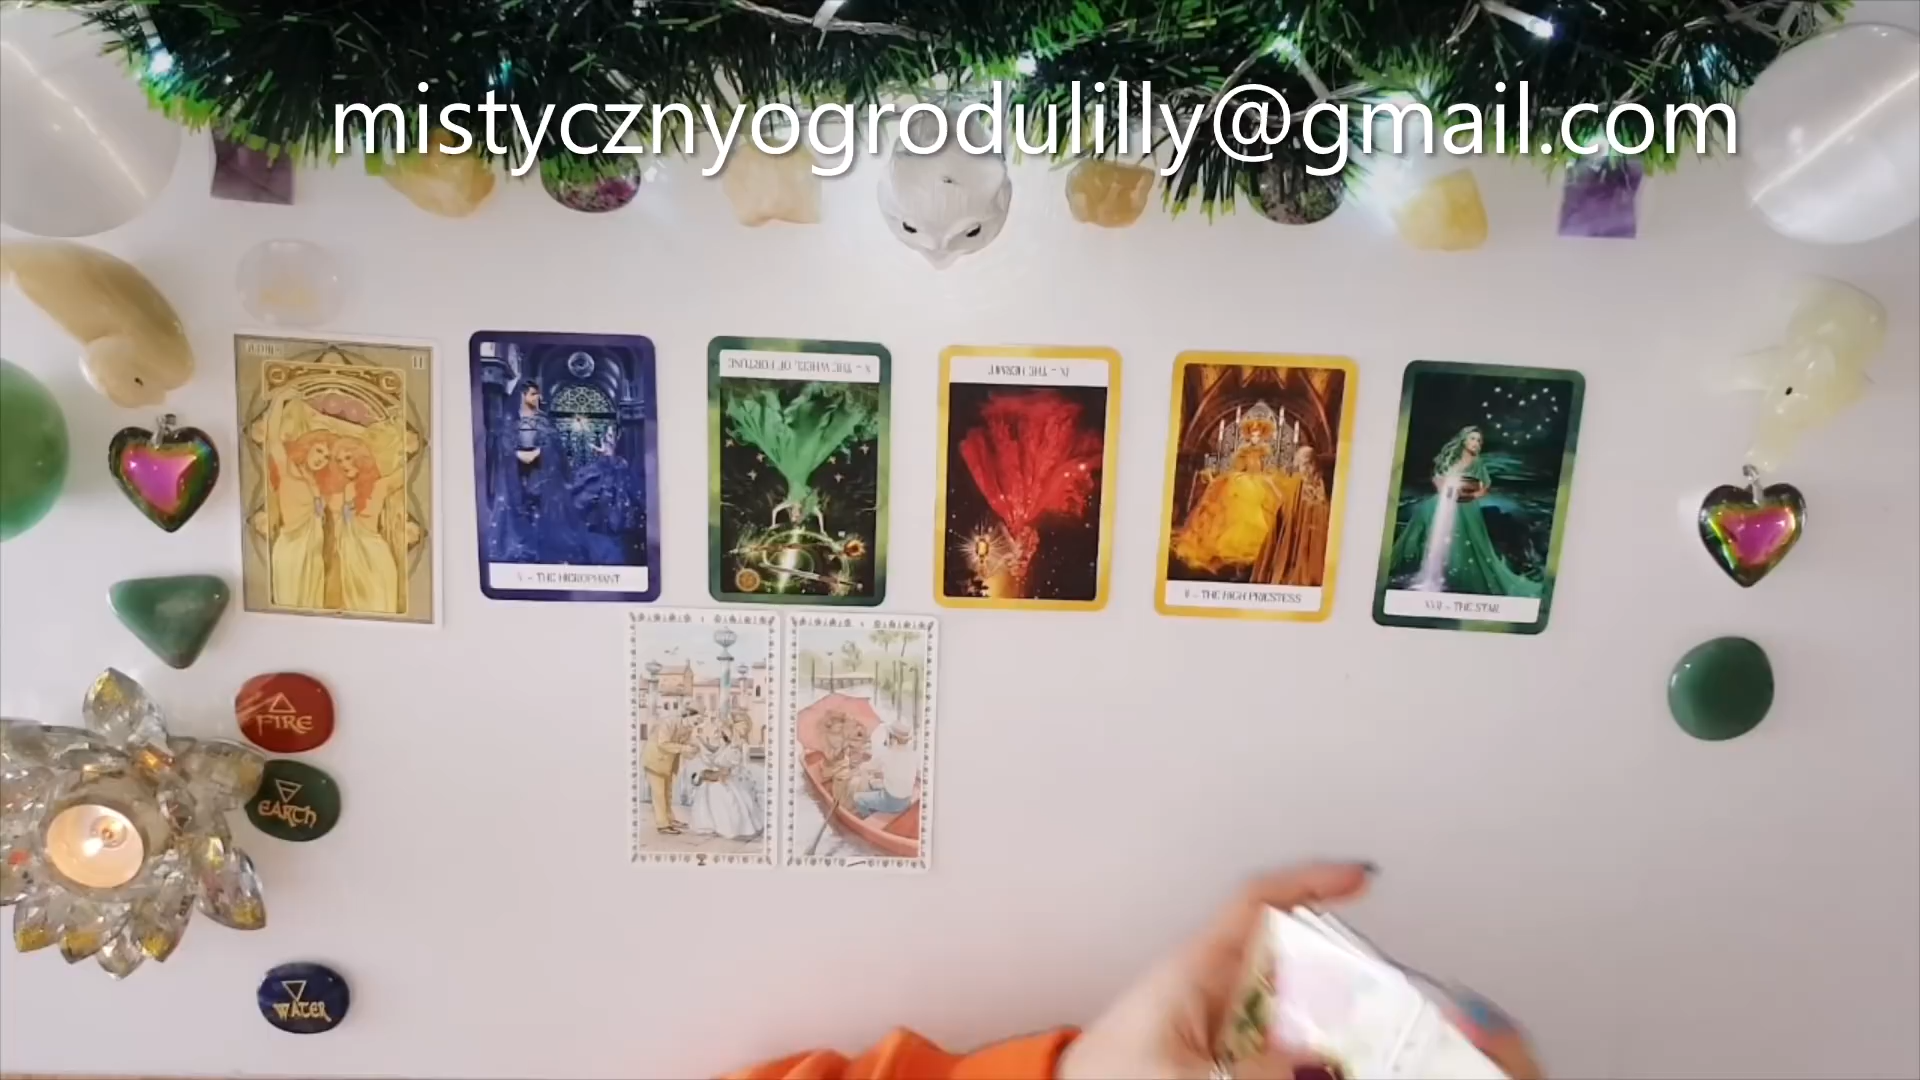 mistycznyogrodulilly@gmail.com
II
V - THE HIEROPHANT
X - THE WHEEL OF FORTUNE
IX - THE HERMIT
II - THE HIGH PRIESTESS
XVII - THE STAR
FIRE
EARTH
WATER